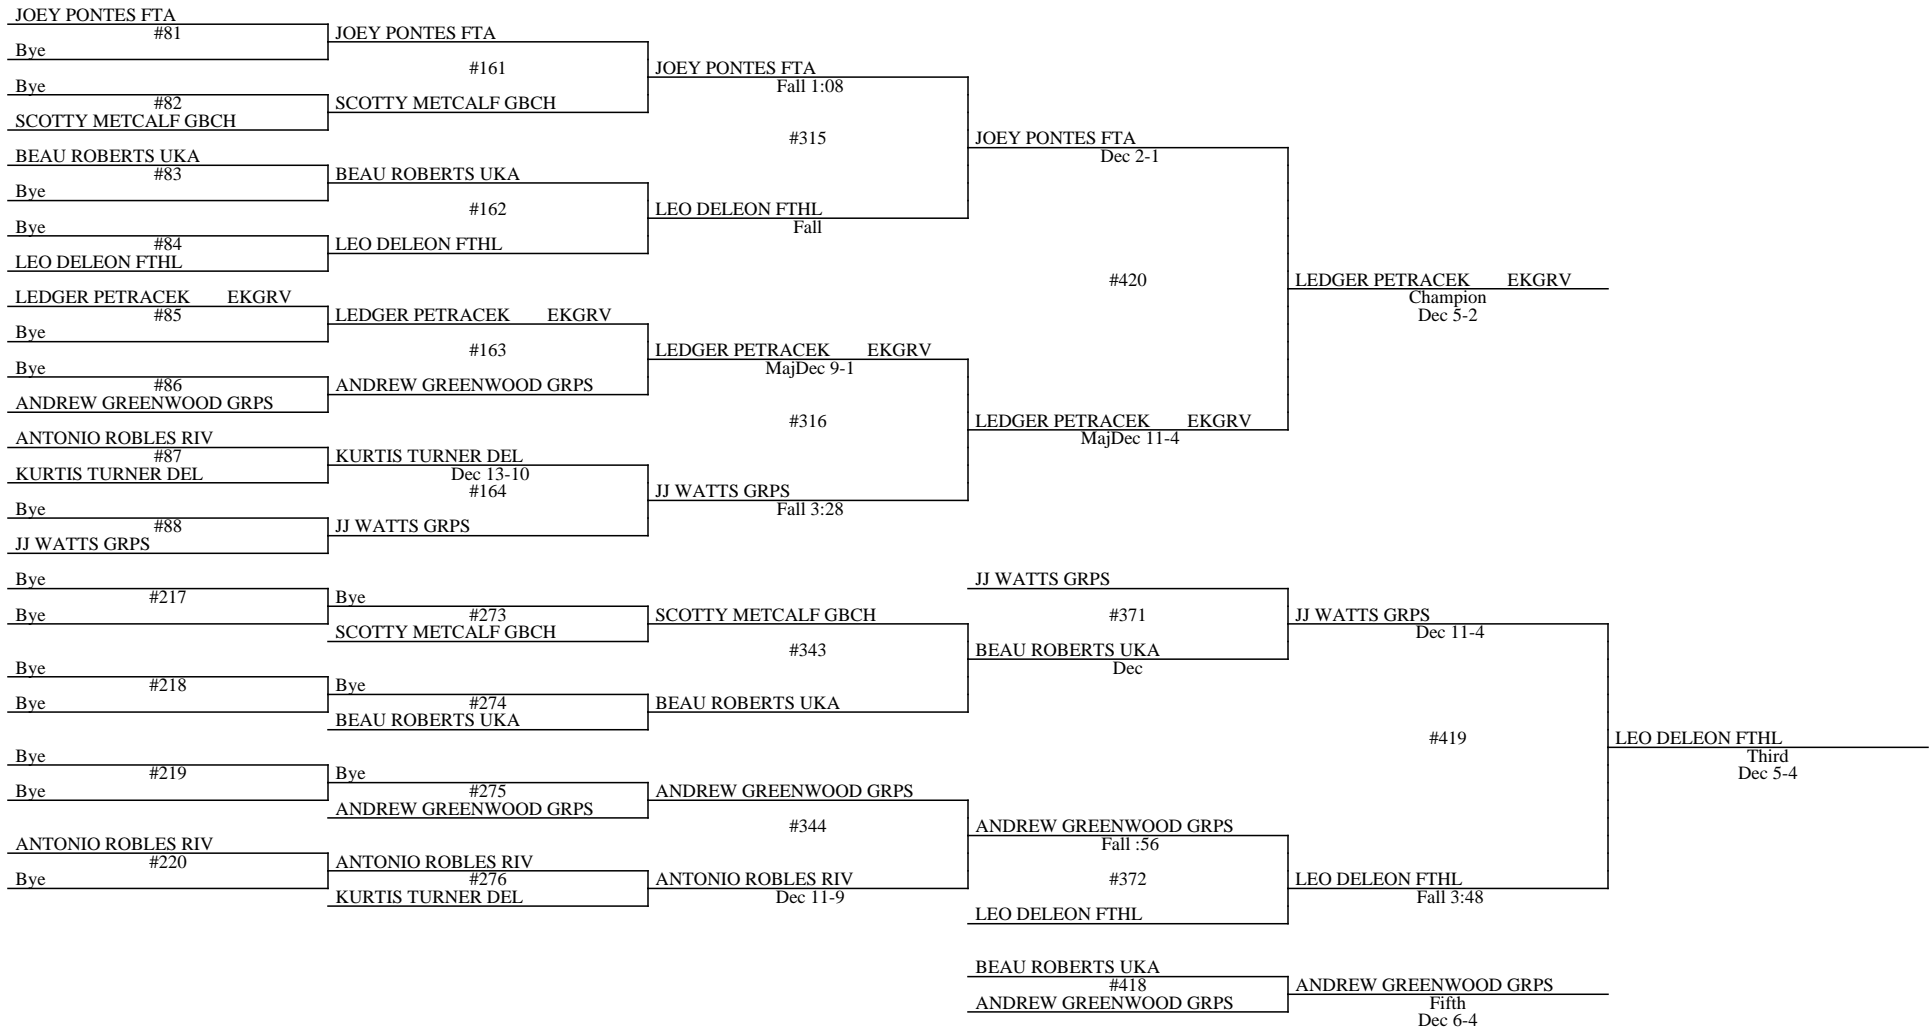 JOEY PONTES FTA
#81
Bye
Bye
#82
SCOTTY METCALF GBCH
BEAU ROBERTS UKA
#83
Bye
Bye
#84
LEO DELEON FTHL
LEDGER PETRACEK EKGRV
#85
Bye
Bye
#86
ANDREW GREENWOOD GRPS
ANTONIO ROBLES RIV
#87
KURTIS TURNER DEL
Bye
#88
JJ WATTS GRPS
JOEY PONTES FTA
#161
SCOTTY METCALF GBCH
BEAU ROBERTS UKA
#162
LEO DELEON FTHL
LEDGER PETRACEK EKGRV
#163
ANDREW GREENWOOD GRPS
KURTIS TURNER DEL
Dec 13-10
#164
JJ WATTS GRPS
JOEY PONTES FTA
Fall 1:08
#315
LEO DELEON FTHL
Fall
LEDGER PETRACEK EKGRV
MajDec 9-1
#316
JJ WATTS GRPS
Fall 3:28
JOEY PONTES FTA
Dec 2-1
#420
LEDGER PETRACEK EKGRV
MajDec 11-4
LEDGER PETRACEK EKGRV
Champion
Dec 5-2
Bye
#217
Bye
Bye
#218
Bye
Bye
#219
Bye
ANTONIO ROBLES RIV
#220
Bye
Bye
#273
SCOTTY METCALF GBCH
Bye
#274
BEAU ROBERTS UKA
Bye
#275
ANDREW GREENWOOD GRPS
ANTONIO ROBLES RIV
#276
KURTIS TURNER DEL
SCOTTY METCALF GBCH
#343
BEAU ROBERTS UKA
ANDREW GREENWOOD GRPS
#344
ANTONIO ROBLES RIV
Dec 11-9
JJ WATTS GRPS
#371
BEAU ROBERTS UKA
Dec
ANDREW GREENWOOD GRPS
Fall :56
#372
LEO DELEON FTHL
JJ WATTS GRPS
Dec 11-4
#419
LEO DELEON FTHL
Fall 3:48
LEO DELEON FTHL
Third
Dec 5-4
BEAU ROBERTS UKA
#418
ANDREW GREENWOOD GRPS
ANDREW GREENWOOD GRPS
Fifth
Dec 6-4